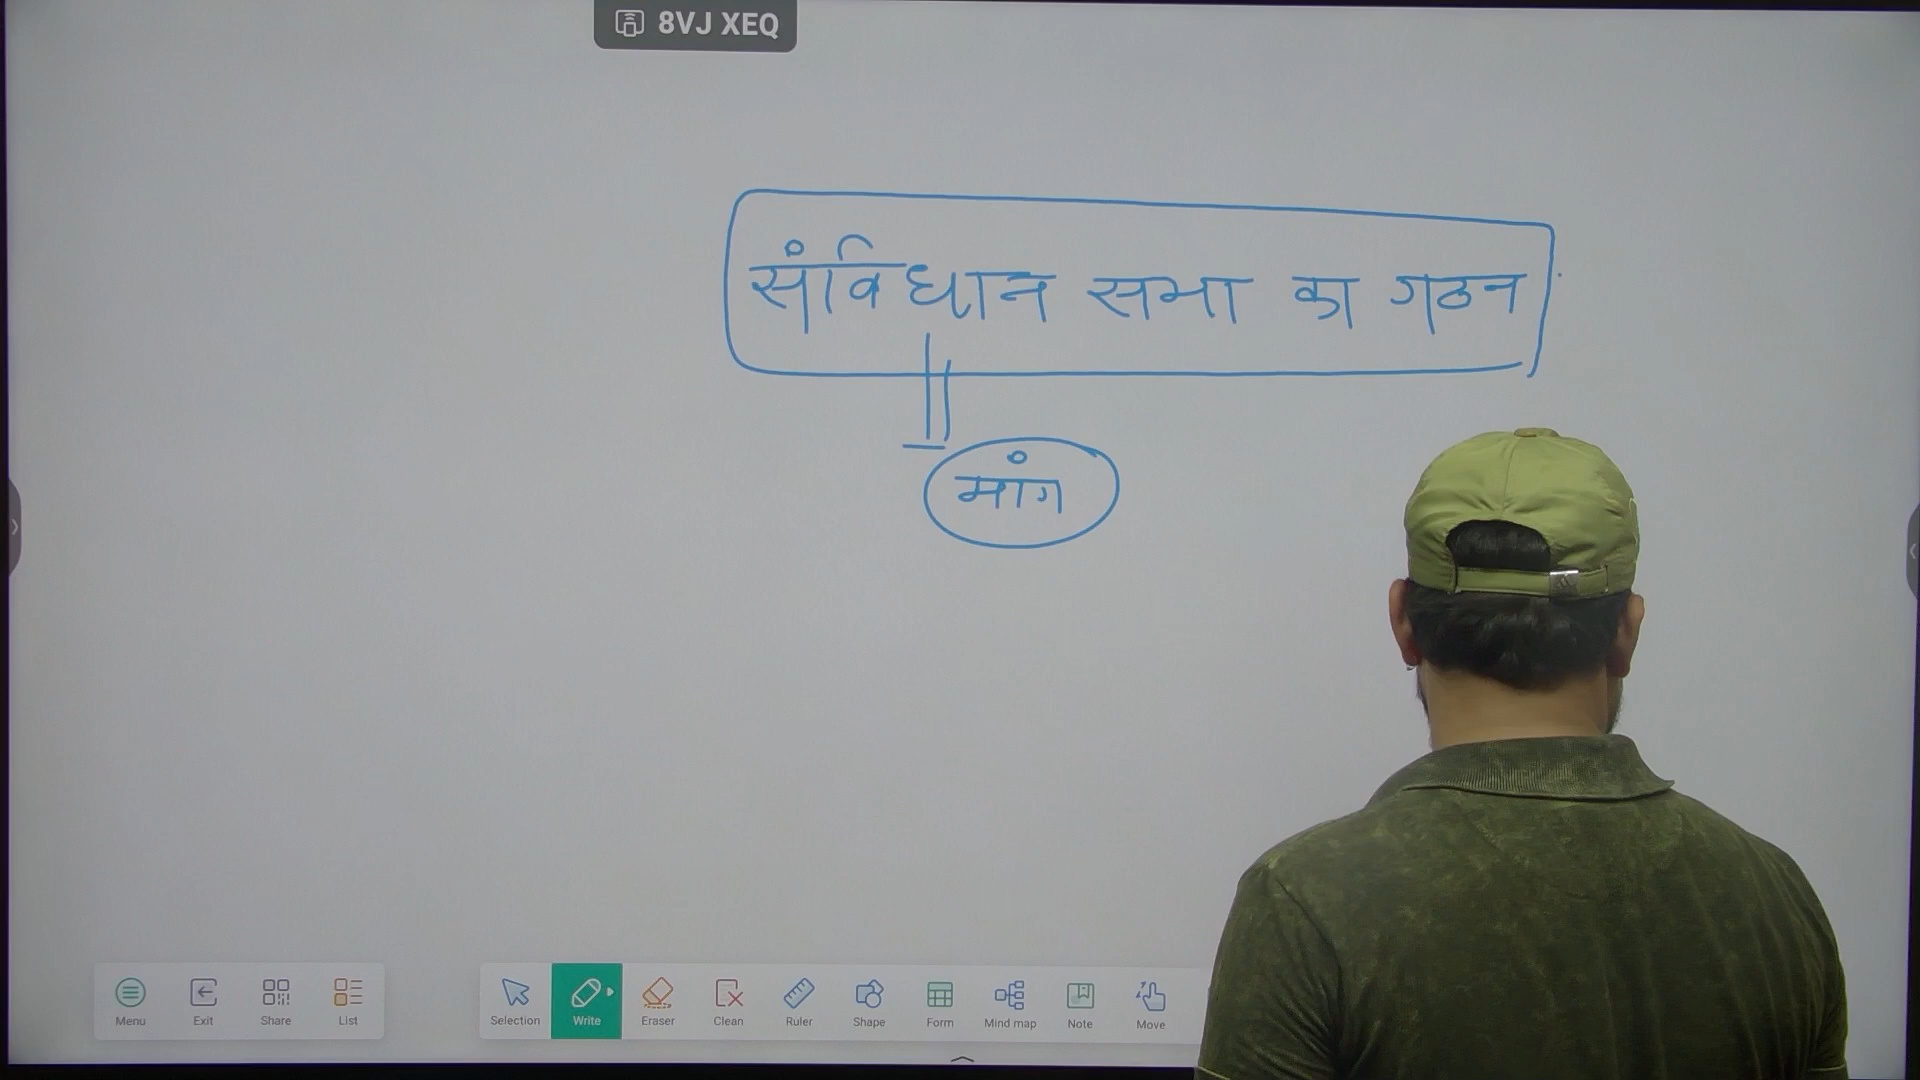 8VJ XEQ
संविधान सभा का गठन
मांग
Menu Exit Share List Selection Write Eraser Clean Ruler Shape Form Mind map Note Move